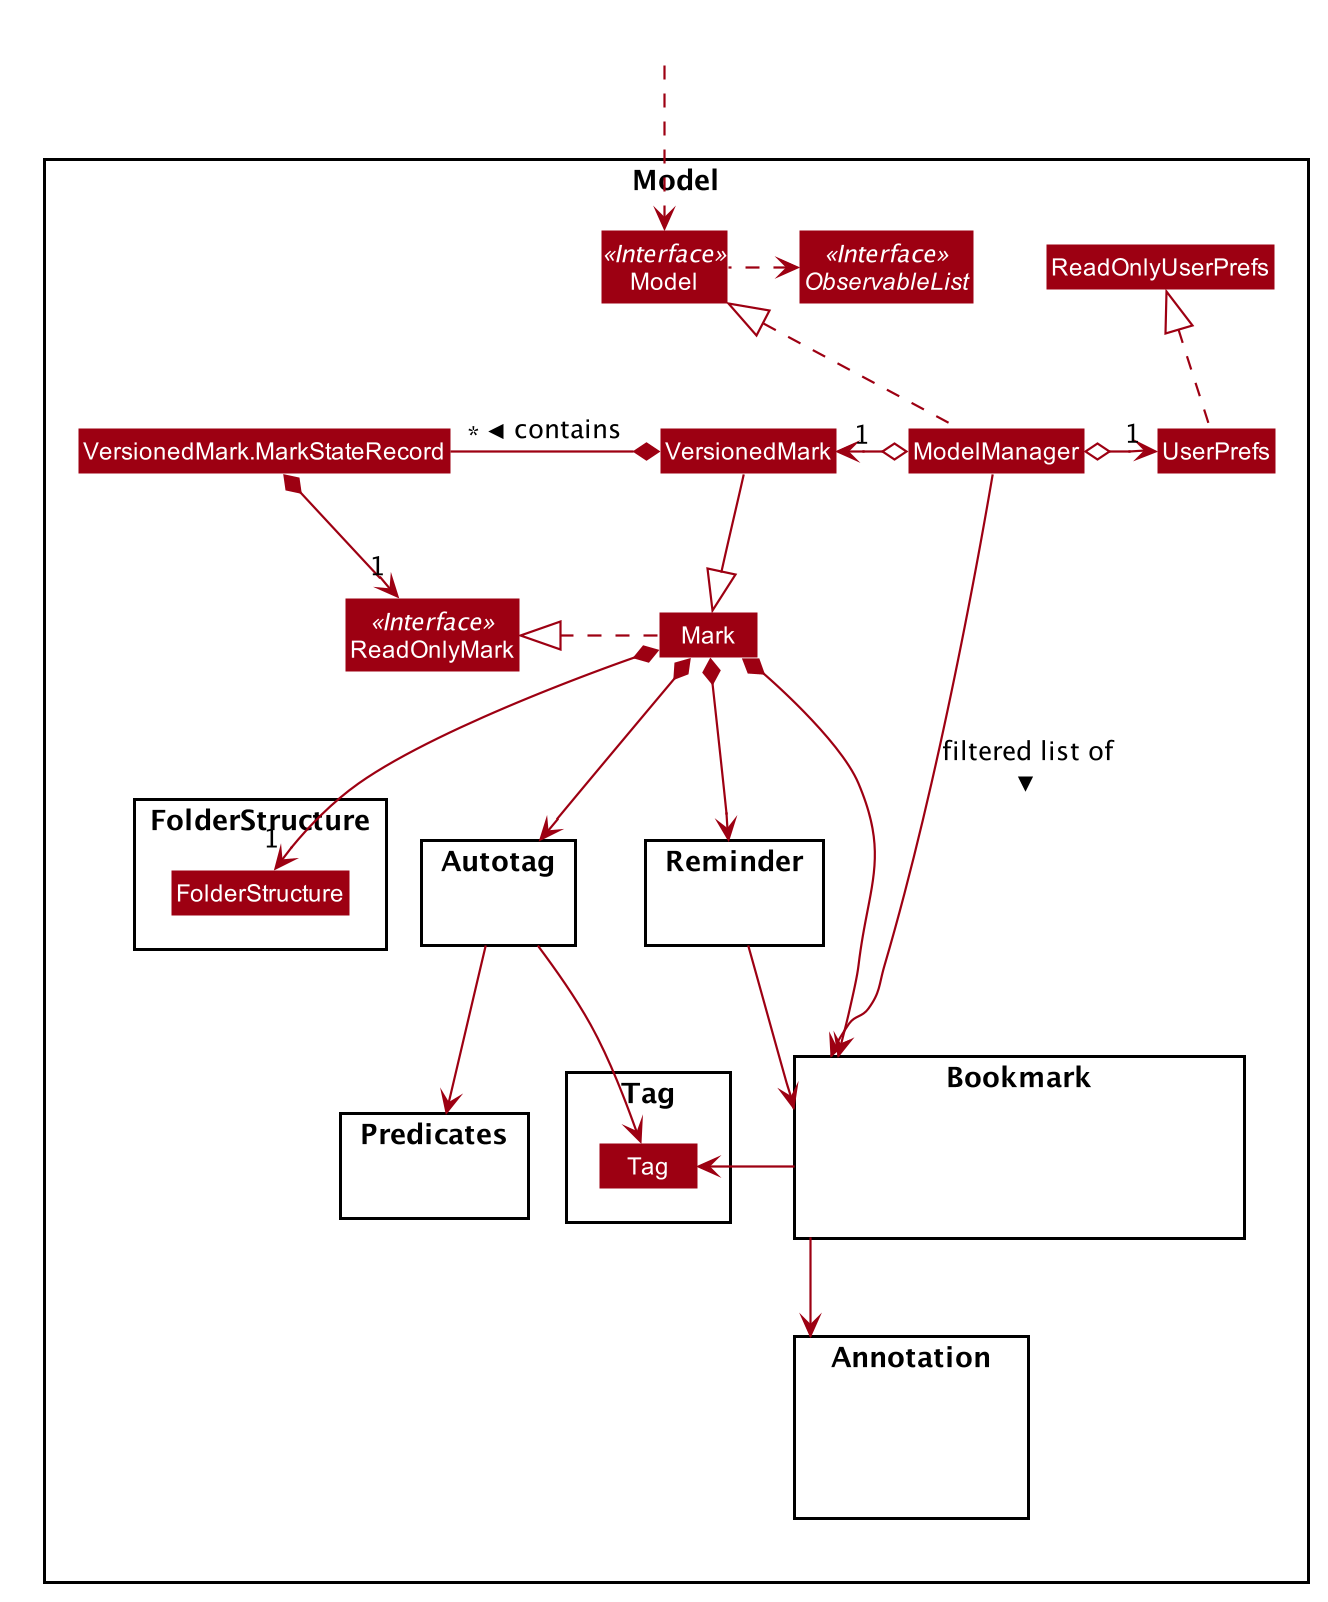 Model
«Interface»
Model
«Interface»
ObservableList
ReadOnlyUserPrefs
VersionedMark.MarkStateRecord
* ◄ contains
VersionedMark
1
ModelManager
1
UserPrefs
1
«Interface»
ReadOnlyMark
Mark
filtered list of
▼
FolderStructure
1
FolderStructure
Autotag
Reminder
Bookmark
Tag
Tag
Predicates
Annotation